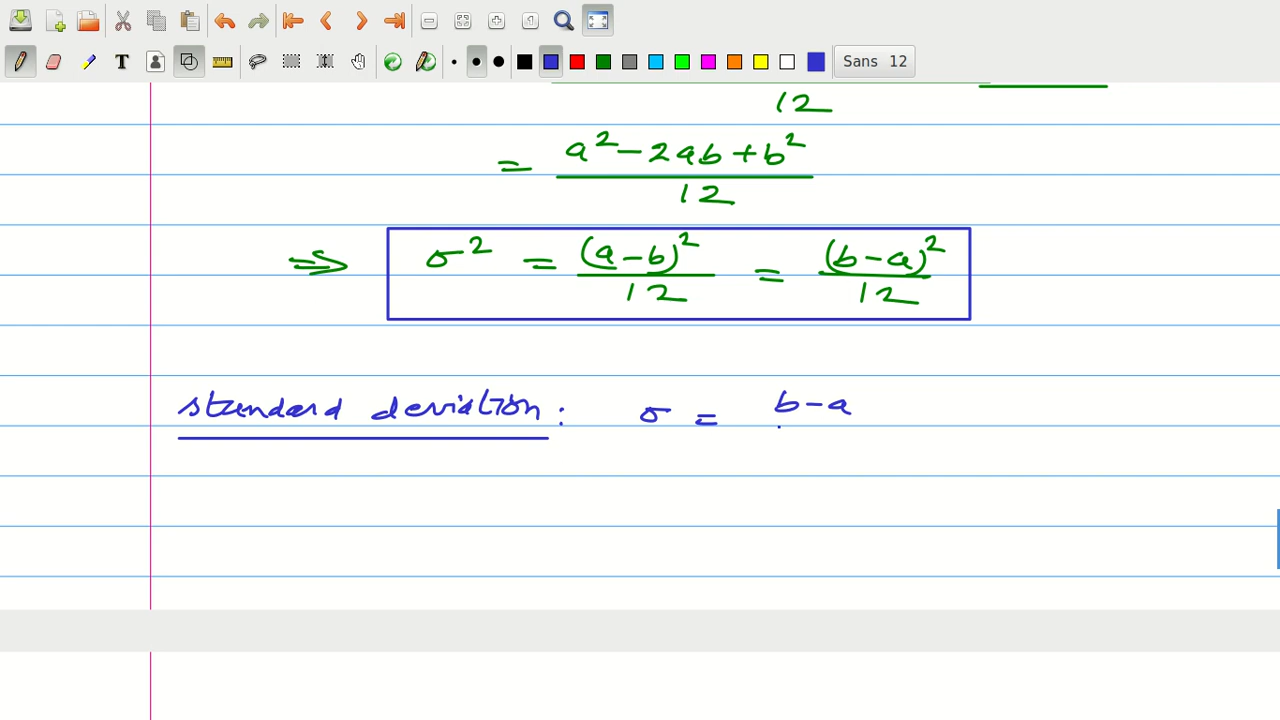 Sans 12
12
= a² - 2ab + b² / 12
⇒ σ² = (a - b)² / 12 = (b - a)² / 12
standard deviation : σ = b - a